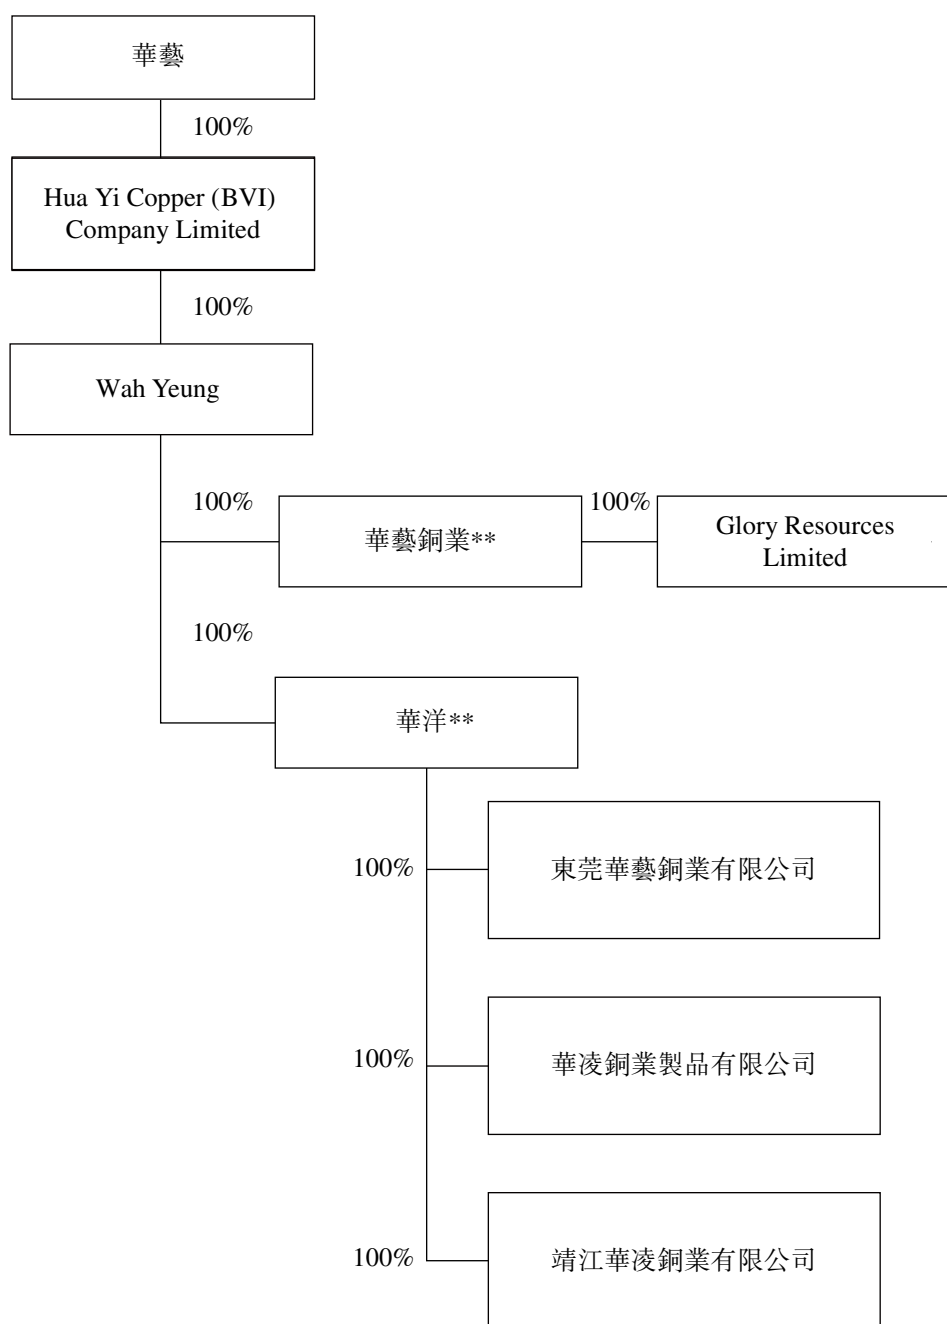 華藝
100%
Hua Yi Copper (BVI)
Company Limited
100%
Wah Yeung
100%
華藝銅業**
100%
Glory Resources
Limited
100%
華洋**
100%
東莞華藝銅業有限公司
100%
華凌銅業製品有限公司
100%
靖江華凌銅業有限公司